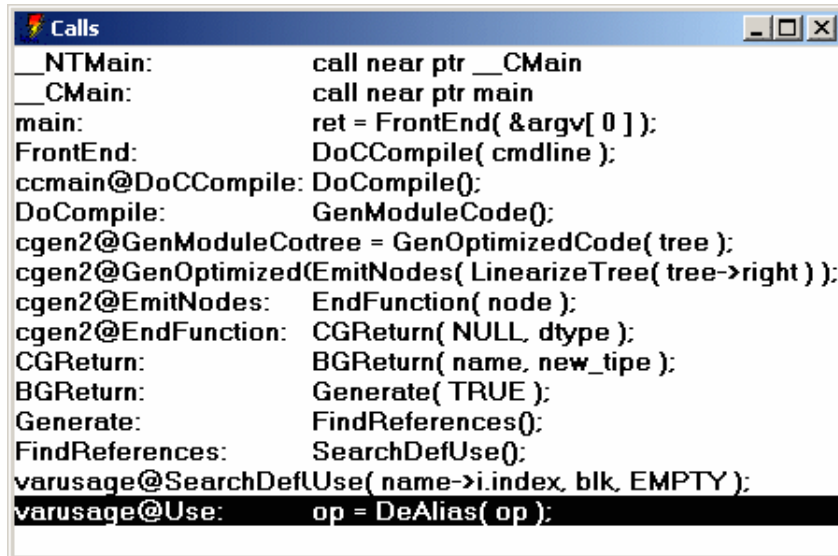 Calls
__NTMain: call near ptr __CMain
__CMain: call near ptr main
main: ret = FrontEnd( &argv[ 0 ] );
FrontEnd: DoCCompile( cmdline );
ccmain@DoCCompile: DoCompile();
DoCompile: GenModuleCode();
cgen2@GenModuleCodtree = GenOptimizedCode( tree );
cgen2@GenOptimized(EmitNodes( LinearizeTree( tree->right ) );
cgen2@EmitNodes: EndFunction( node );
cgen2@EndFunction: CGReturn( NULL, dtype );
CGReturn: BGReturn( name, new_tipe );
BGReturn: Generate( TRUE );
Generate: FindReferences();
FindReferences: SearchDefUse();
varusage@SearchDefUse( name->i.index, blk, EMPTY );
varusage@Use: op = DeAlias( op );